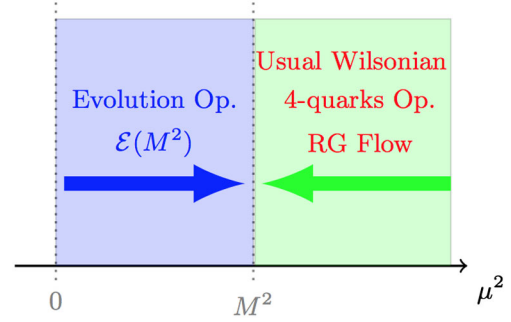 Evolution Op.
ℰ(M²)
Usual Wilsonian
4-quarks Op.
RG Flow
0
M²
μ²